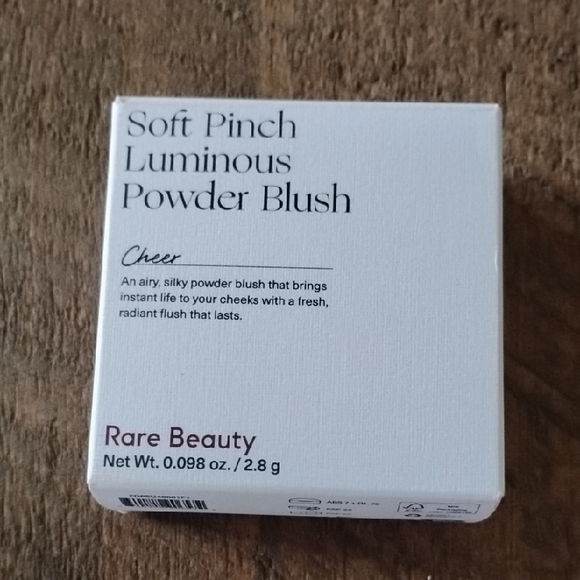 Soft Pinch
Luminous
Powder Blush
Cheer
An airy, silky powder blush that brings
instant life to your cheeks with a fresh,
radiant flush that lasts.
Rare Beauty
Net Wt. 0.098 oz. / 2.8 g